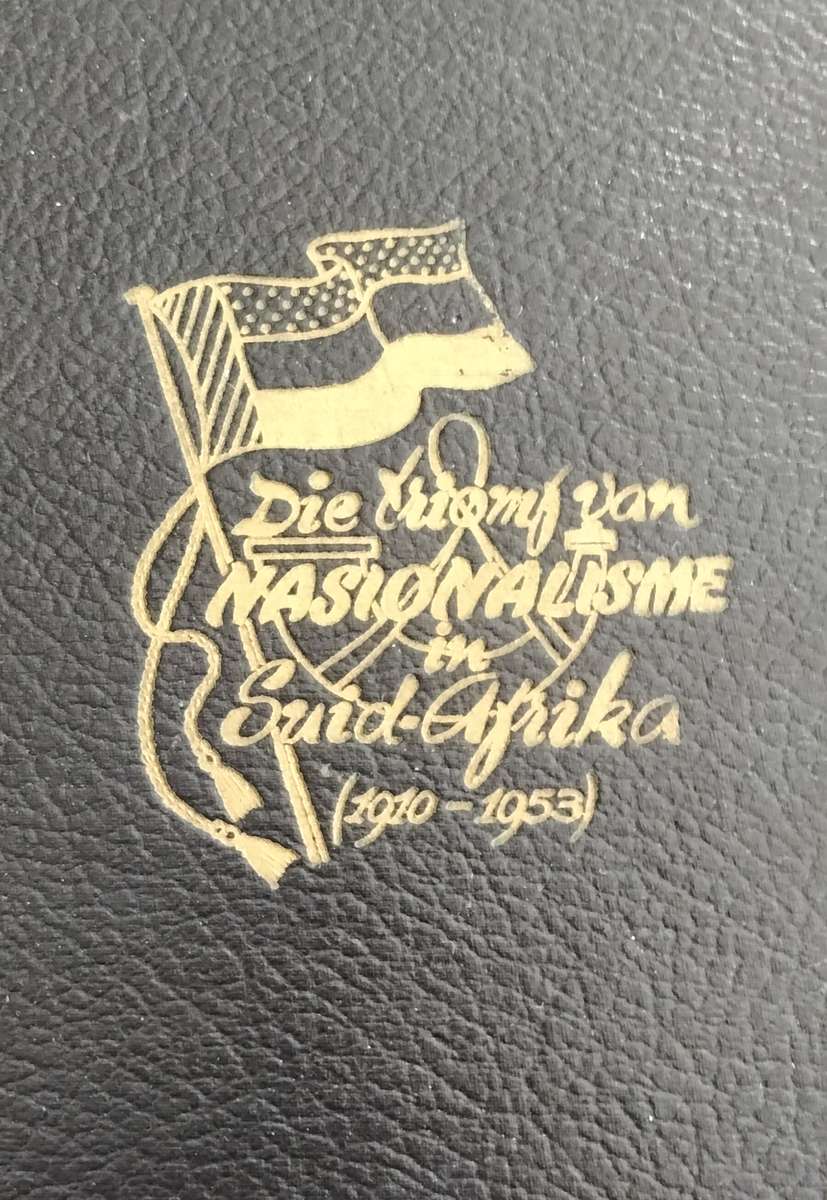 Die triomf van
NASIONALISME
in
Suid-Afrika
(1910-1953)